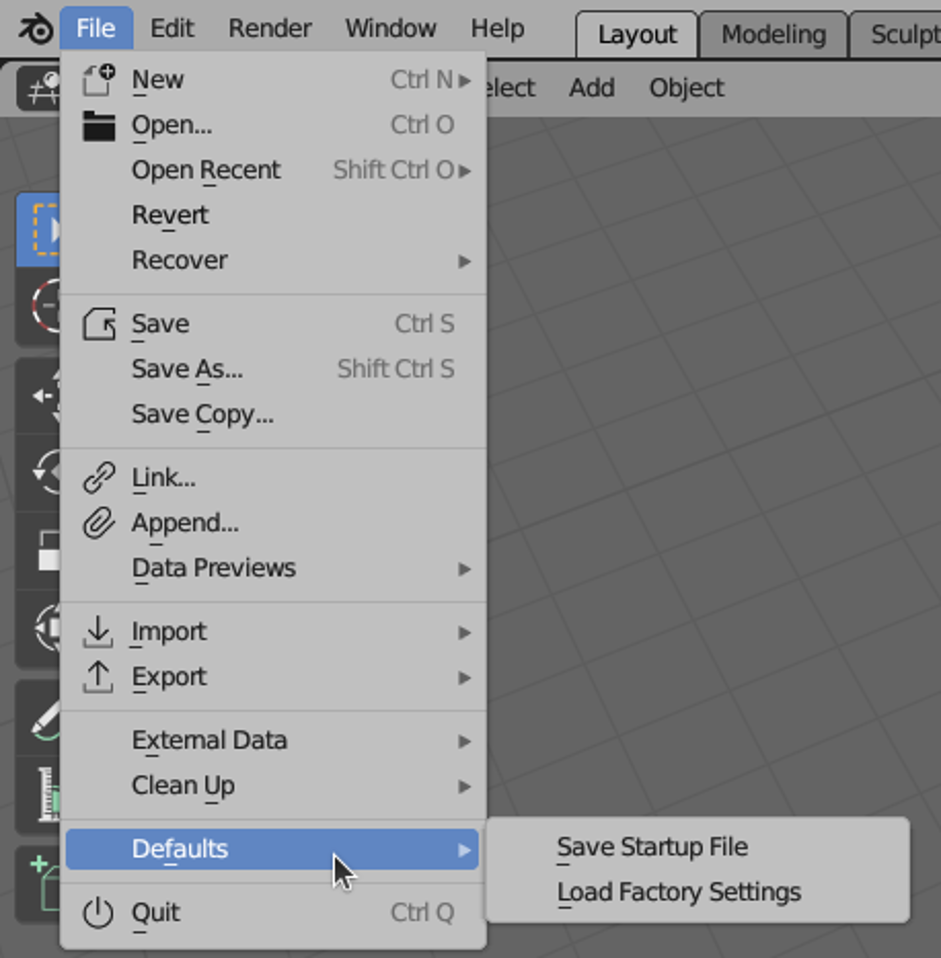 File Edit Render Window Help Layout Modeling Sculpt
elect Add Object
New Ctrl N
Open... Ctrl O
Open Recent Shift Ctrl O
Revert
Recover
Save Ctrl S
Save As... Shift Ctrl S
Save Copy...
Link...
Append...
Data Previews
Import
Export
External Data
Clean Up
Defaults
Save Startup File
Load Factory Settings
Quit Ctrl Q